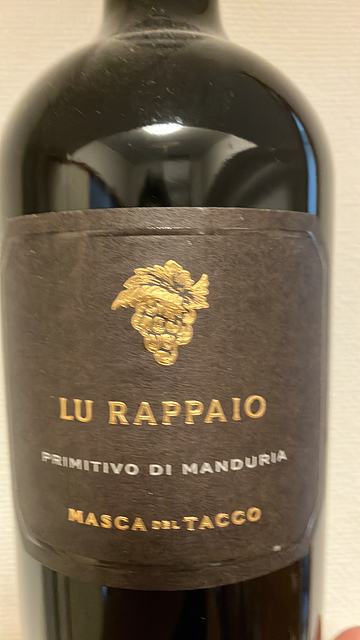 LU RAPPAIO
PRIMITIVO DI MANDURIA
MASCA DEL TACCO